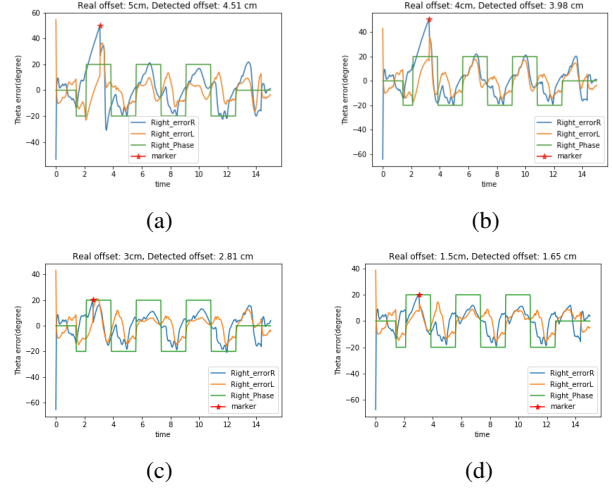 Real offset: 5cm, Detected offset: 4.51 cm
60
40
20
0
−20
−40
Theta error(degree)
Right_errorR
Right_errorL
Right_Phase
marker
0 2 4 6 8 10 12 14
time
(a)
Real offset: 4cm, Detected offset: 3.98 cm
40
20
0
−20
−40
−60
Theta error(degree)
Right_errorR
Right_errorL
Right_Phase
marker
0 2 4 6 8 10 12 14
time
(b)
Real offset: 3cm, Detected offset: 2.81 cm
40
20
0
−20
−40
−60
Theta error(degree)
Right_errorR
Right_errorL
Right_Phase
marker
0 2 4 6 8 10 12 14
time
(c)
Real offset: 1.5cm, Detected offset: 1.65 cm
40
20
0
−20
−40
−60
Theta error(degree)
Right_errorR
Right_errorL
Right_Phase
marker
0 2 4 6 8 10 12 14
time
(d)